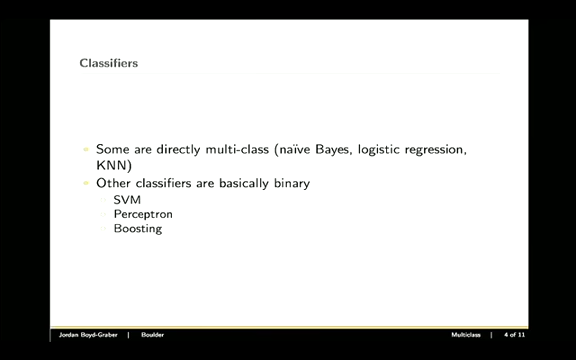 Classifiers
Some are directly multi-class (naïve Bayes, logistic regression,
KNN)
Other classifiers are basically binary
SVM
Perceptron
Boosting
Jordan Boyd-Graber | Boulder Multiclass | 4 of 11